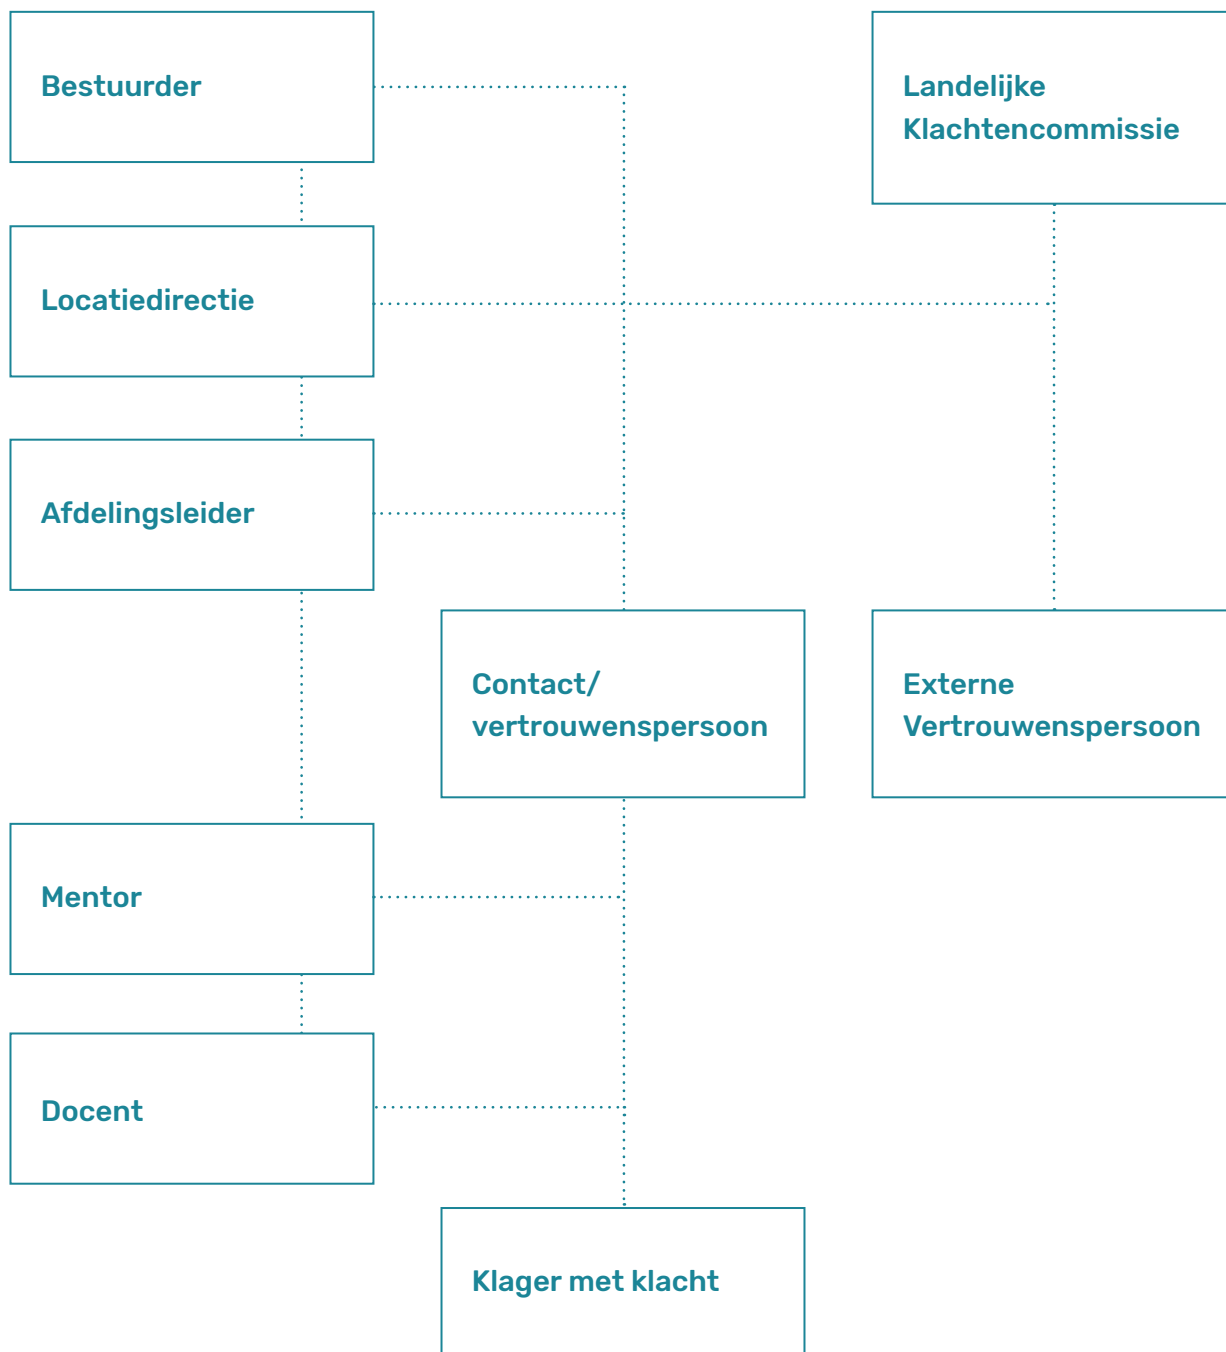 Bestuurder
Landelijke
Klachtencommissie
Locatiedirectie
Afdelingsleider
Contact/
vertrouwenspersoon
Externe
Vertrouwenspersoon
Mentor
Docent
Klager met klacht